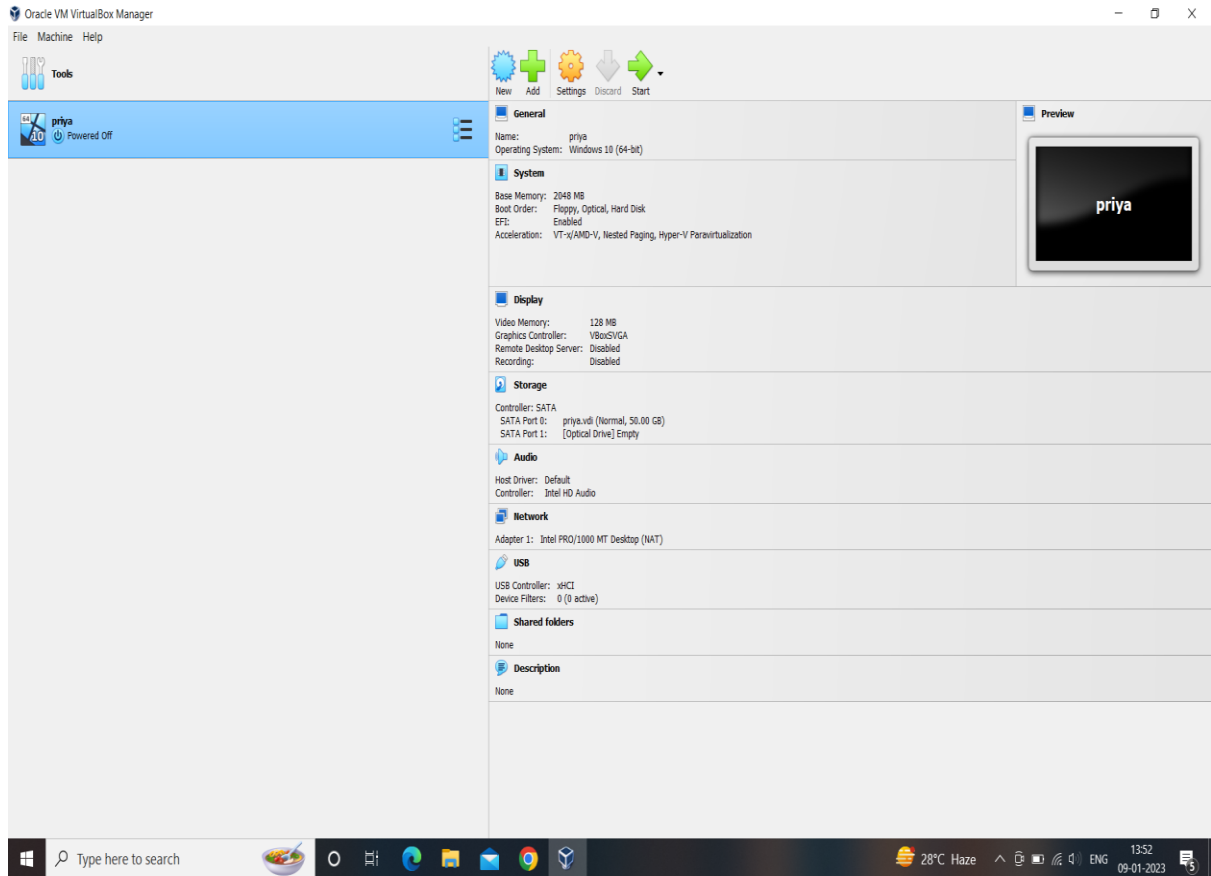 Oracle VM VirtualBox Manager
File Machine Help
Tools
New Add Settings Discard Start
64
10
priya
Powered Off
General
Name: priya
Operating System: Windows 10 (64-bit)
Preview
priya
System
Base Memory: 2048 MB
Boot Order: Floppy, Optical, Hard Disk
EFI: Enabled
Acceleration: VT-x/AMD-V, Nested Paging, Hyper-V Paravirtualization
Display
Video Memory: 128 MB
Graphics Controller: VBoxSVGA
Remote Desktop Server: Disabled
Recording: Disabled
Storage
Controller: SATA
SATA Port 0: priya.vdi (Normal, 50.00 GB)
SATA Port 1: [Optical Drive] Empty
Audio
Host Driver: Default
Controller: Intel HD Audio
Network
Adapter 1: Intel PRO/1000 MT Desktop (NAT)
USB
USB Controller: xHCI
Device Filters: 0 (0 active)
Shared folders
None
Description
None
Type here to search
28°C Haze
ENG
13:52
09-01-2023
5